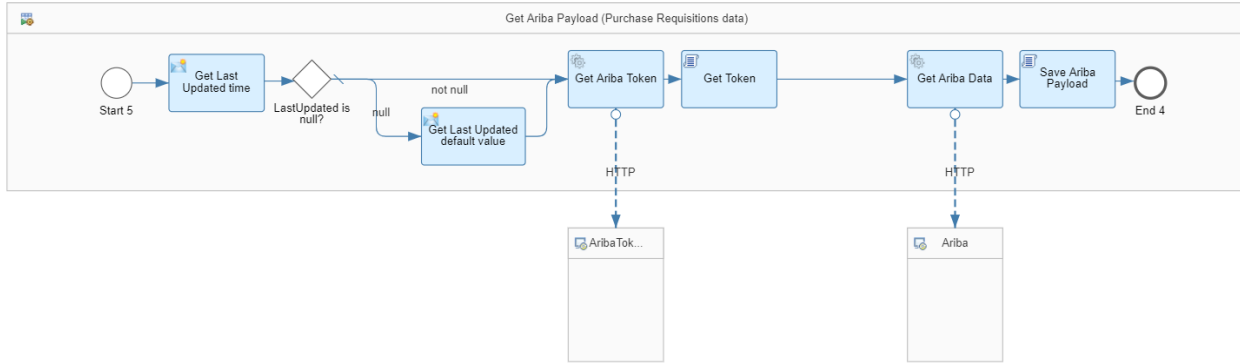 Get Ariba Payload (Purchase Requisitions data)
Start 5
Get Last
Updated time
LastUpdated is
null?
not null
null
Get Last Updated
default value
Get Ariba Token
Get Token
Get Ariba Data
Save Ariba
Payload
End 4
HTTP
HTTP
AribaTok...
Ariba